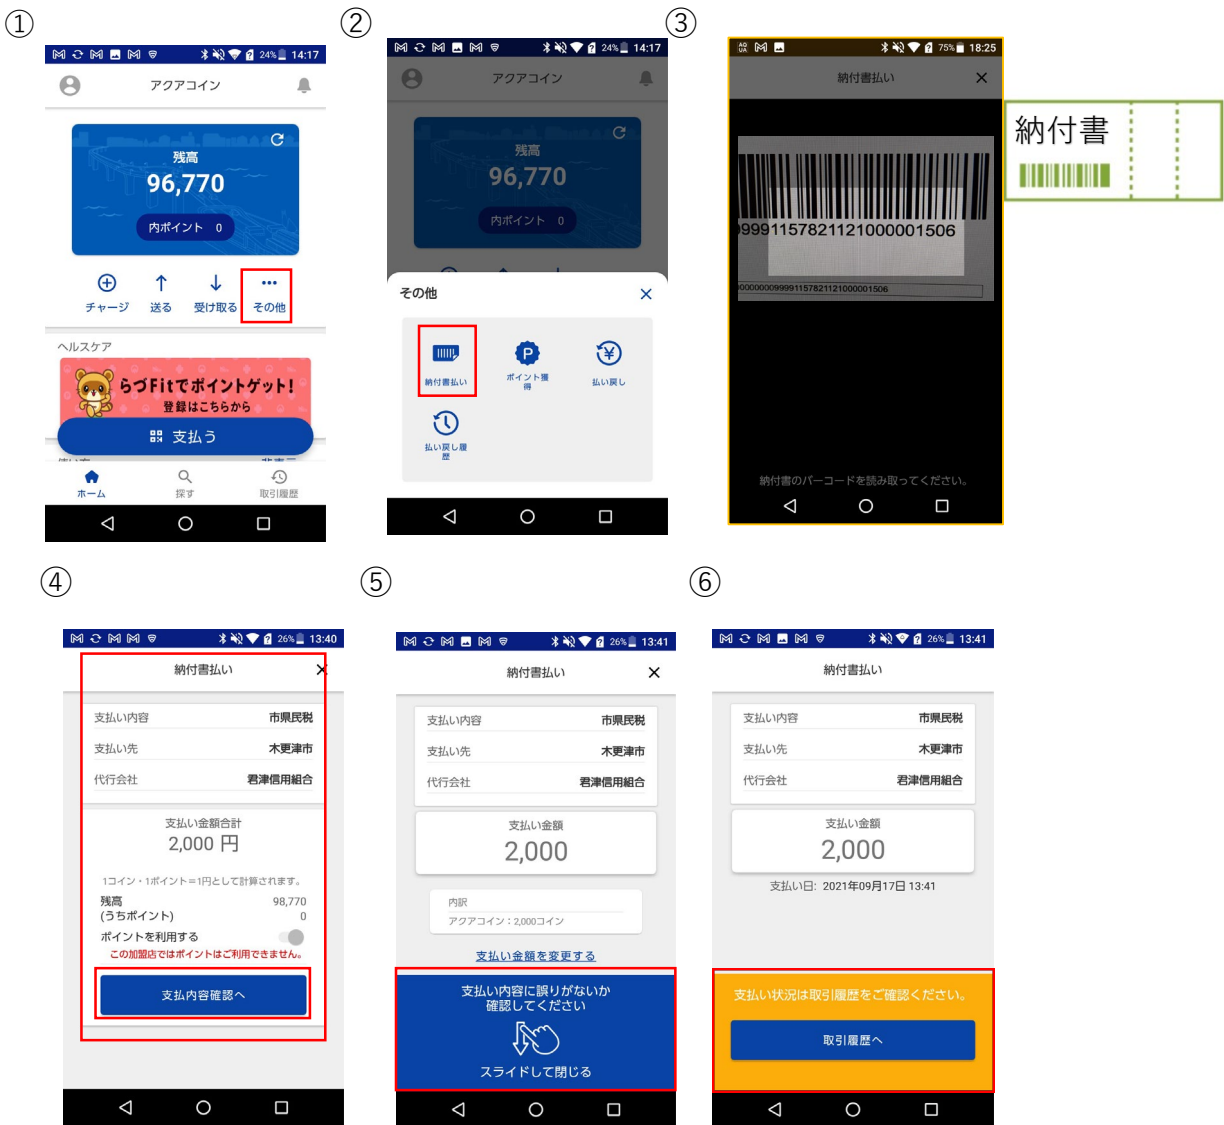 ①
24% 14:17
アクアコイン
残高
96,770
内ポイント 0
チャージ 送る 受け取る その他
ヘルスケア
らづFitでポイントゲット!
登録はこちらから
支払う
ホーム 探す 取引履歴
②
24% 14:17
アクアコイン
残高
96,770
内ポイント 0
その他
納付書払い
ポイント獲
得
払い戻し
払い戻し履
歴
③
75% 18:25
納付書払い
99991157821121000001506
納付書のバーコードを読み取ってください。
納付書
④
26% 13:40
納付書払い
支払い内容 市県民税
支払い先 木更津市
代行会社 君津信用組合
支払い金額合計
2,000 円
1コイン・1ポイント=1円として計算されます。
残高 98,770
(うちポイント) 0
ポイントを利用する
この加盟店ではポイントはご利用できません。
支払内容確認へ
⑤
26% 13:41
納付書払い
支払い内容 市県民税
支払い先 木更津市
代行会社 君津信用組合
支払い金額
2,000
内訳
アクアコイン:2,000コイン
支払い金額を変更する
支払い内容に誤りがないか
確認してください
スライドして閉じる
⑥
26% 13:41
納付書払い
支払い内容 市県民税
支払い先 木更津市
代行会社 君津信用組合
支払い金額
2,000
支払い日: 2021年09月17日 13:41
支払い状況は取引履歴をご確認ください。
取引履歴へ